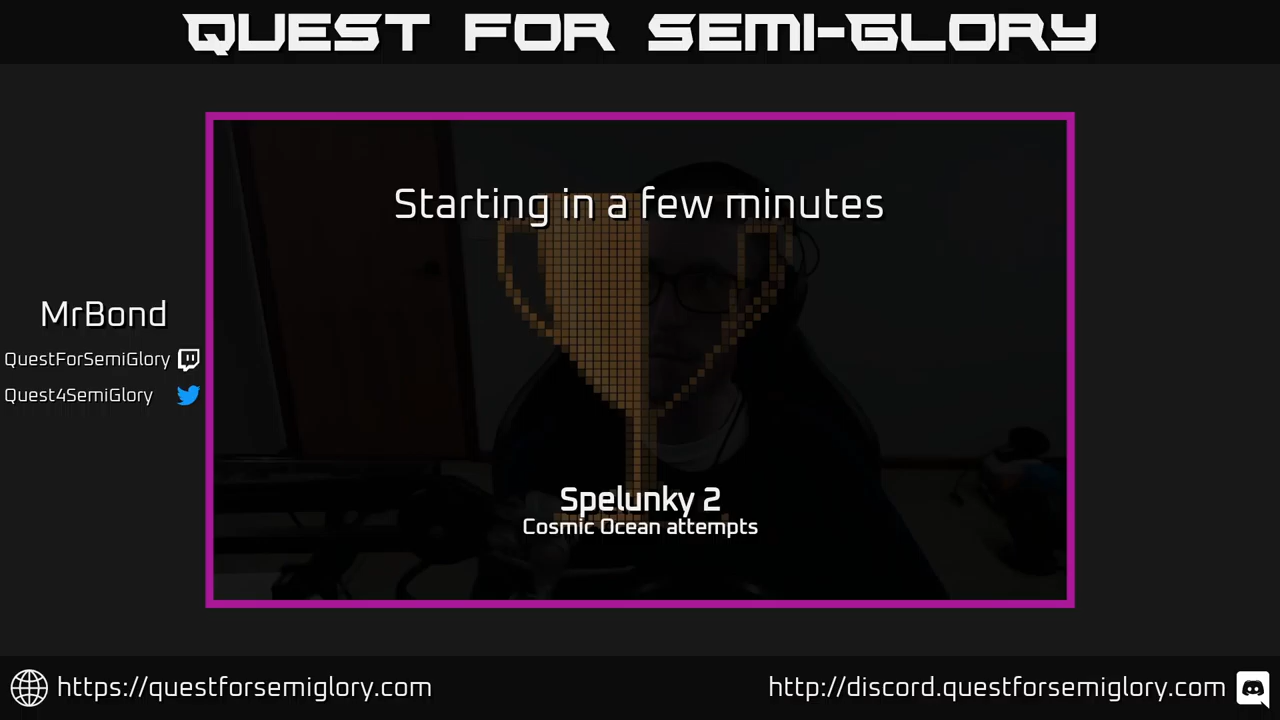 QUEST FOR SEMI-GLORY
Starting in a few minutes
MrBond
QuestForSemiGlory
Quest4SemiGlory
Spelunky 2
Cosmic Ocean attempts
https://questforsemiglory.com
http://discord.questforsemiglory.com